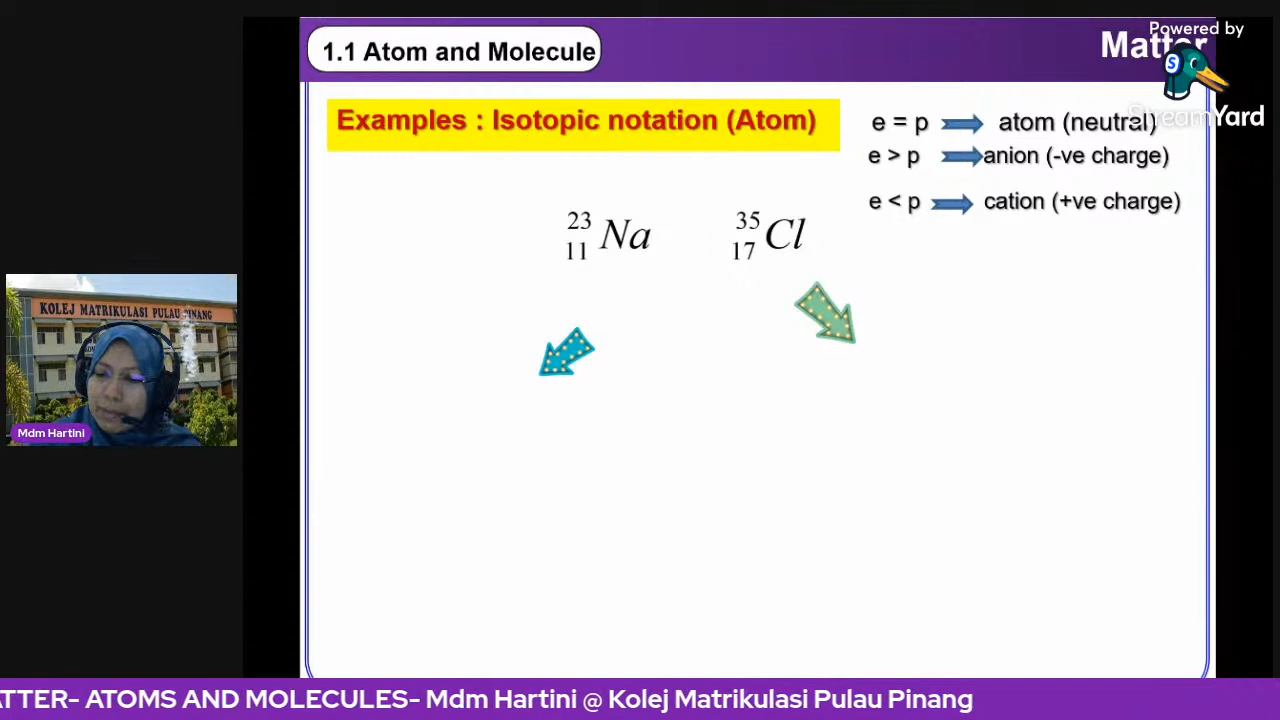 1.1 Atom and Molecule
Matter
Powered by
StreamYard
Examples : Isotopic notation (Atom)
e = p atom (neutral)
e > p anion (-ve charge)
e < p cation (+ve charge)
23
11 Na
35
17 Cl
KOLEJ MATRIKULASI PULAU PINANG
Mdm Hartini
ATTER- ATOMS AND MOLECULES- Mdm Hartini @ Kolej Matrikulasi Pulau Pinang